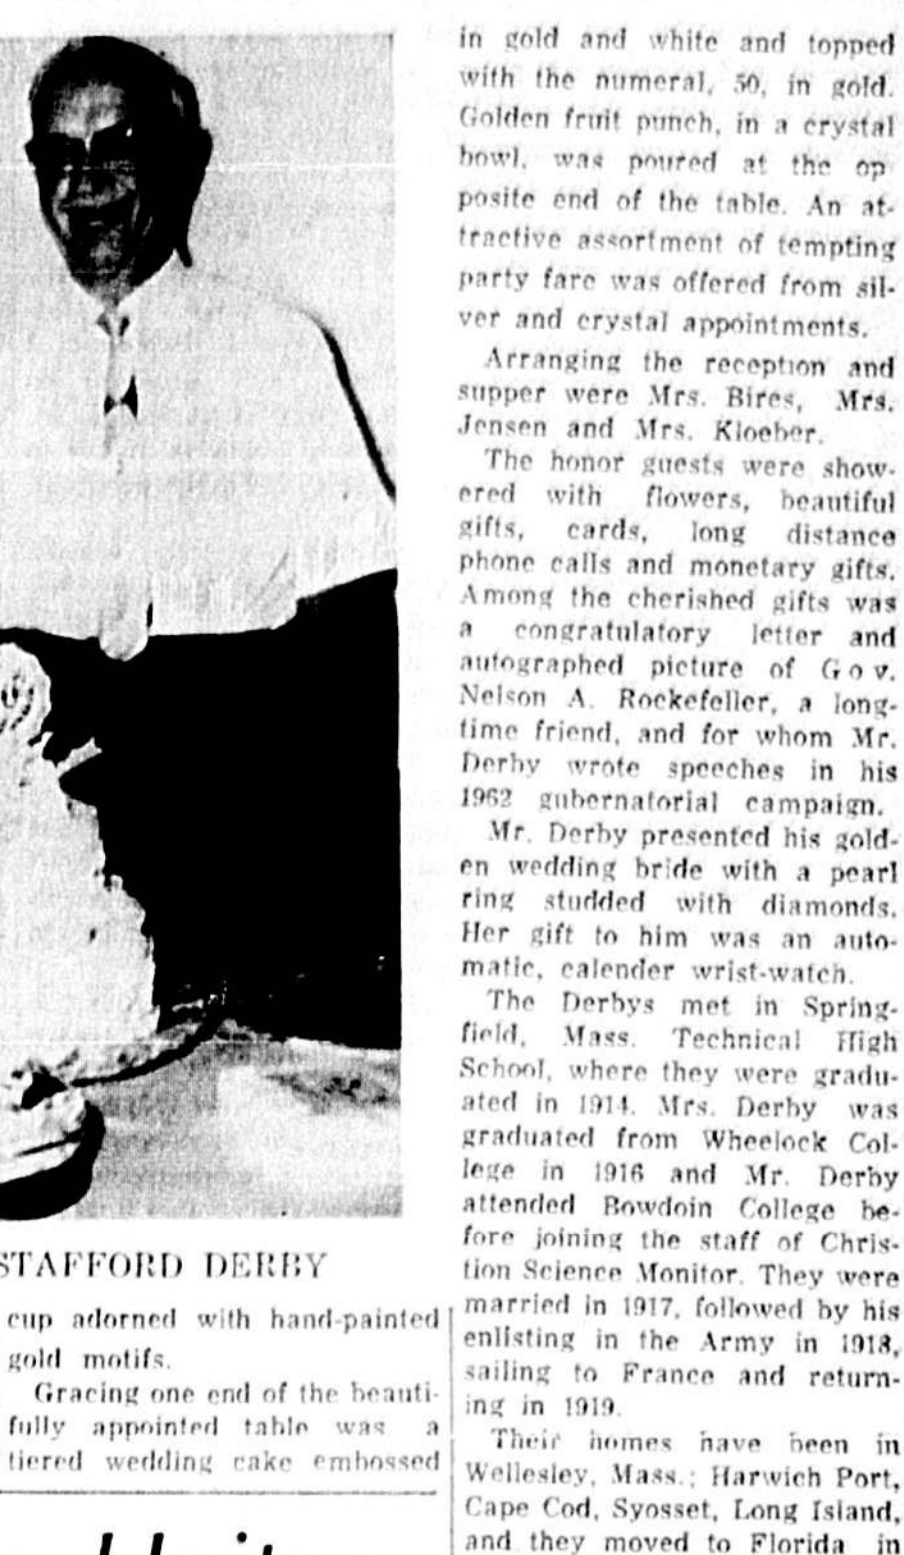 STAFFORD DERBY
cup adorned with hand-painted
gold motifs.
Gracing one end of the beauti-
fully appointed table was a
tiered wedding cake embossed
in gold and white and topped
with the numeral, 50, in gold.
Golden fruit punch, in a crystal
bowl, was poured at the op
posite end of the table. An at-
tractive assortment of tempting
party fare was offered from sil-
ver and crystal appointments.
Arranging the reception and
supper were Mrs. Bires, Mrs.
Jensen and Mrs. Kloeber.
The honor guests were show-
ered with flowers, beautiful
gifts, cards, long distance
phone calls and monetary gifts.
Among the cherished gifts was
a congratulatory letter and
autographed picture of Gov.
Nelson A. Rockefeller, a long-
time friend, and for whom Mr.
Derby wrote speeches in his
1962 gubernatorial campaign.
Mr. Derby presented his gold-
en wedding bride with a pearl
ring studded with diamonds.
Her gift to him was an auto-
matic, calender wrist-watch.
The Derbys met in Spring-
field, Mass. Technical High
School, where they were gradu-
ated in 1914. Mrs. Derby was
graduated from Wheelock Col-
lege in 1916 and Mr. Derby
attended Bowdoin College be-
fore joining the staff of Chris-
tion Science Monitor. They were
married in 1917, followed by his
enlisting in the Army in 1918,
sailing to France and return-
ing in 1919.
Their homes have been in
Wellesley, Mass.; Harwich Port,
Cape Cod, Syosset, Long Island,
and they moved to Florida in